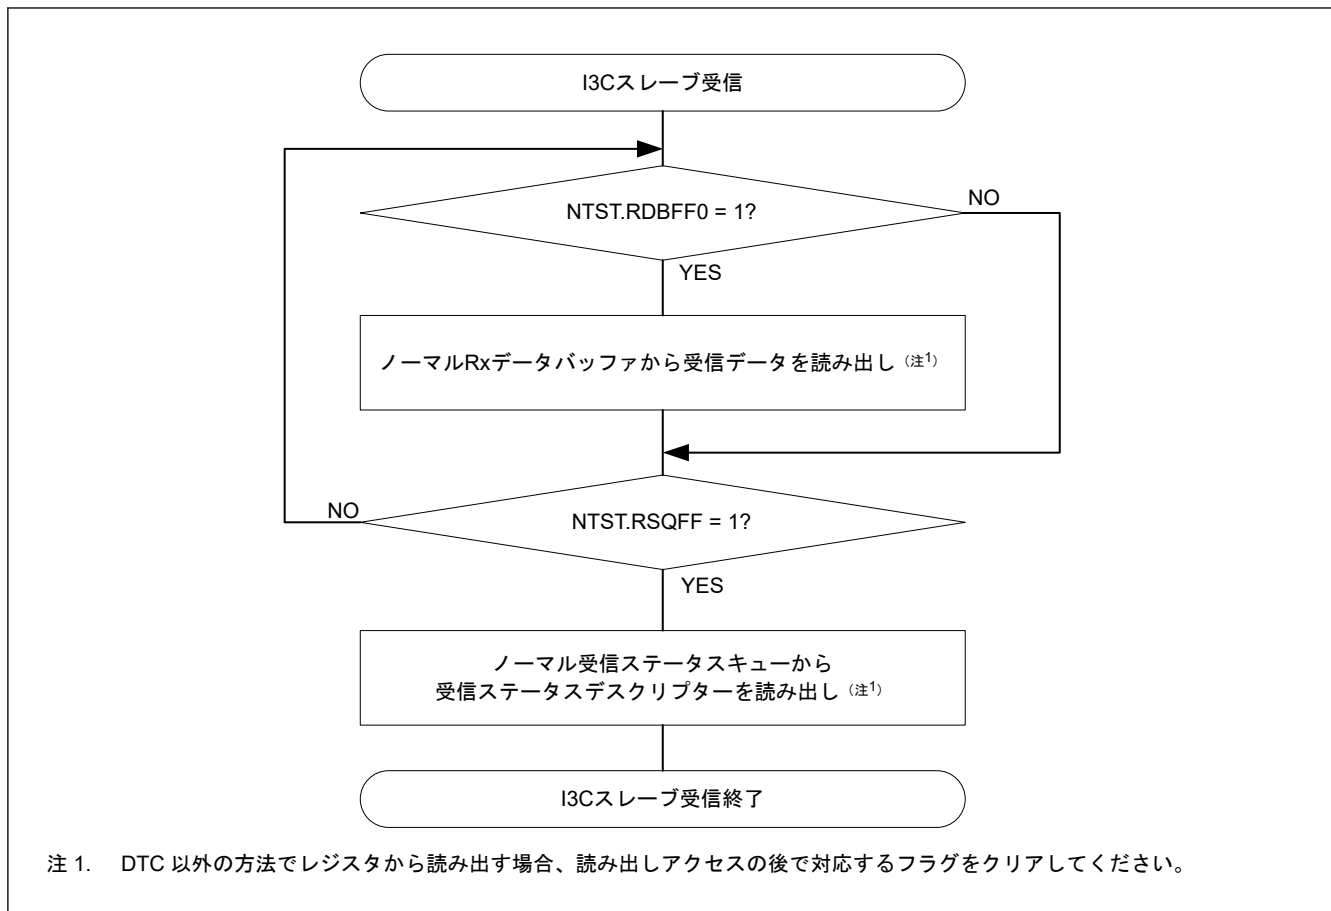 I3Cスレーブ受信
NTST.RDBFF0 = 1?
NO
YES
ノーマルRxデータバッファから受信データを読み出し（注1）
NO
NTST.RSQFF = 1?
YES
ノーマル受信ステータスキューから
受信ステータスデスクリプターを読み出し（注1）
I3Cスレーブ受信終了
注 1. DTC 以外の方法でレジスタから読み出す場合、読み出しアクセスの後で対応するフラグをクリアしてください。